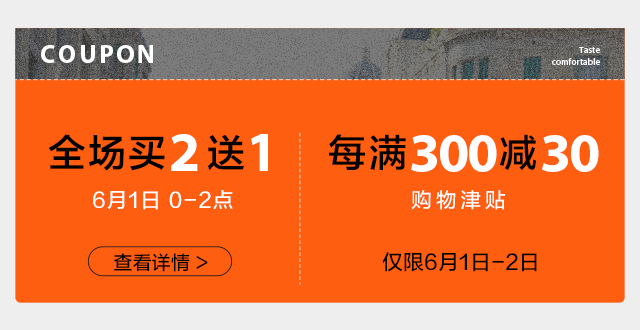 COUPON
Taste
comfortable
全场买2送1
6月1日 0-2点
查看详情 >
每满300减30
购物津贴
仅限6月1日-2日